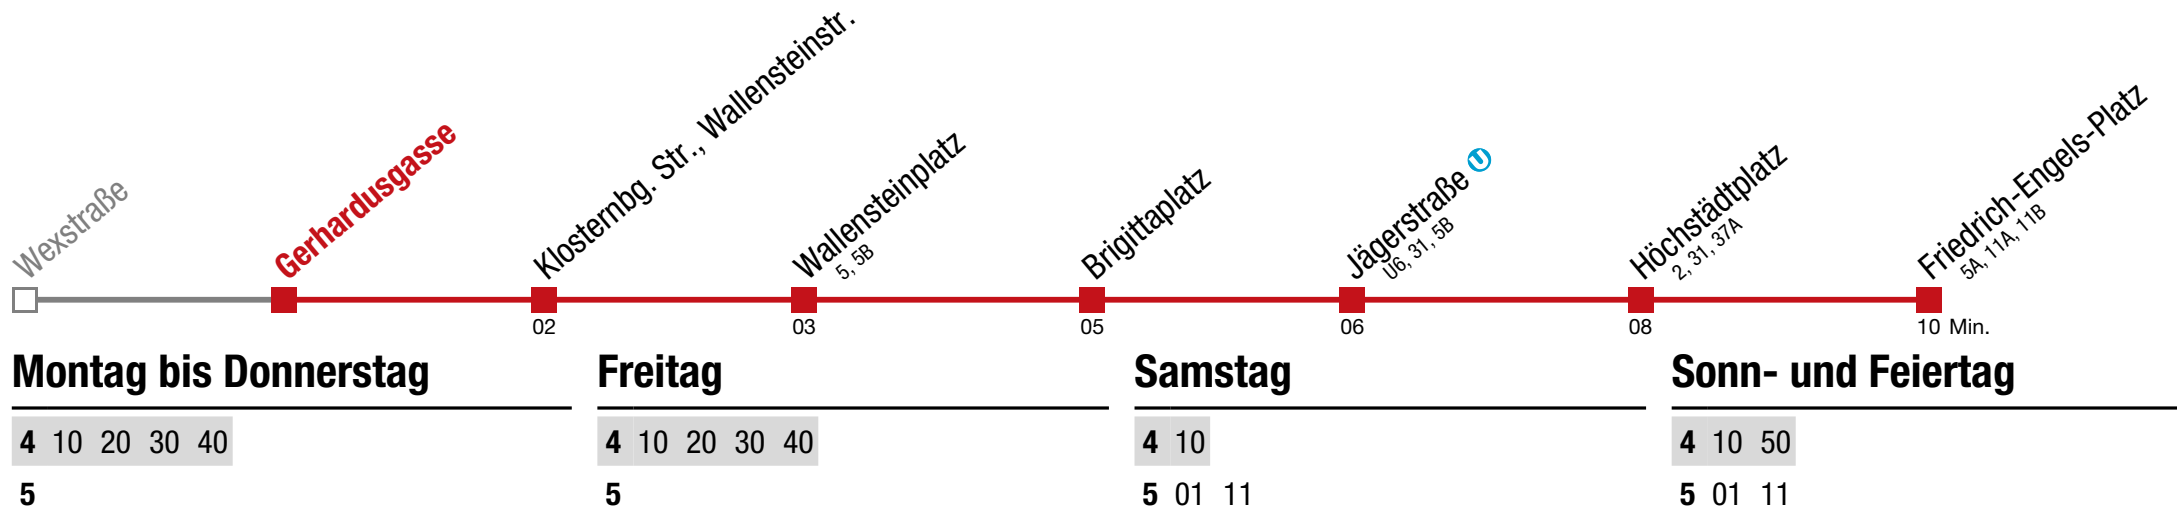 Wexstraße
Gerhardusgasse
Klosternbg. Str., Wallensteinstr.
Wallensteinplatz
5, 5B
Brigittaplatz
Jägerstraße
U6, 31, 5B
Höchstädtplatz
2, 31, 37A
Friedrich-Engels-Platz
5A, 11A, 11B
02 03 05 06 08 10 Min.
Montag bis Donnerstag
4 10 20 30 40
5
Freitag
4 10 20 30 40
5
Samstag
4 10
5 01 11
Sonn- und Feiertag
4 10 50
5 01 11